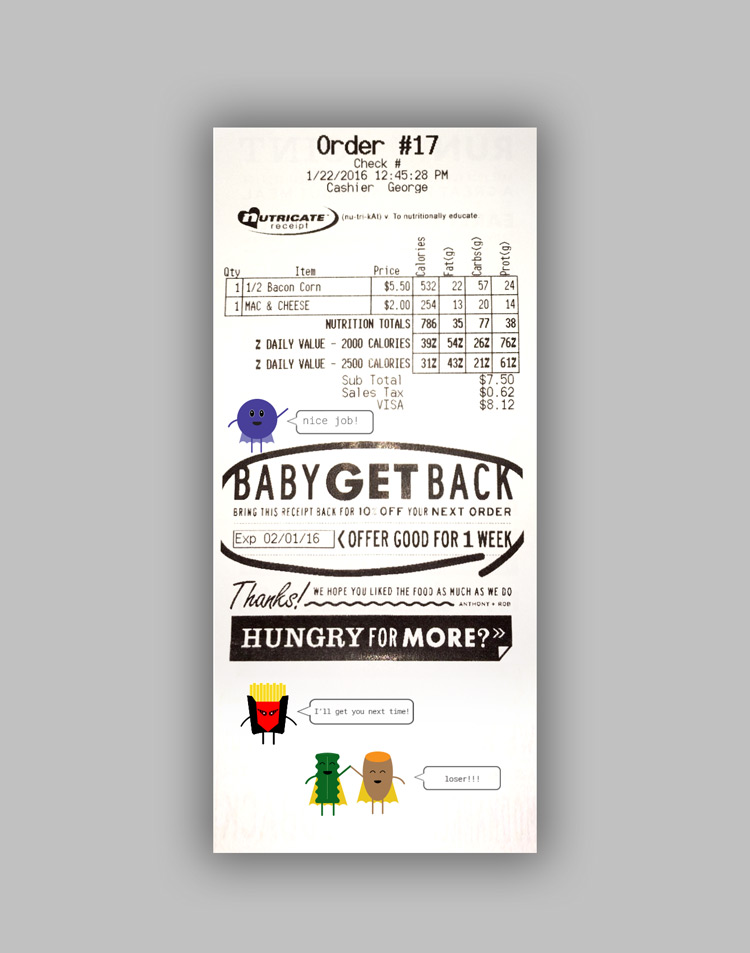 Order #17
Check #
1/22/2016 12:45:28 PM
Cashier George
NUTRICATE receipt (nu-tri-kAt) v. To nutritionally educate
Qty Item Price Calories Fat(g) Carbs(g) Prot(g)
1 1/2 Bacon Corn $5.50 532 22 57 24
1 MAC & CHEESE $2.00 254 13 20 14
NUTRITION TOTALS 786 35 77 38
% DAILY VALUE - 2000 CALORIES 39% 54% 26% 76%
% DAILY VALUE - 2500 CALORIES 31% 43% 21% 61%
Sub Total $7.50
Sales Tax $0.62
VISA $8.12
nice job!
BABY GET BACK
BRING THIS RECEIPT BACK FOR 10% OFF YOUR NEXT ORDER
Exp 02/01/16 < OFFER GOOD FOR 1 WEEK
Thanks! WE HOPE YOU LIKED THE FOOD AS MUCH AS WE DO
ANTHONY + ROB
HUNGRY FOR MORE? »
I'll get you next time!
loser!!!